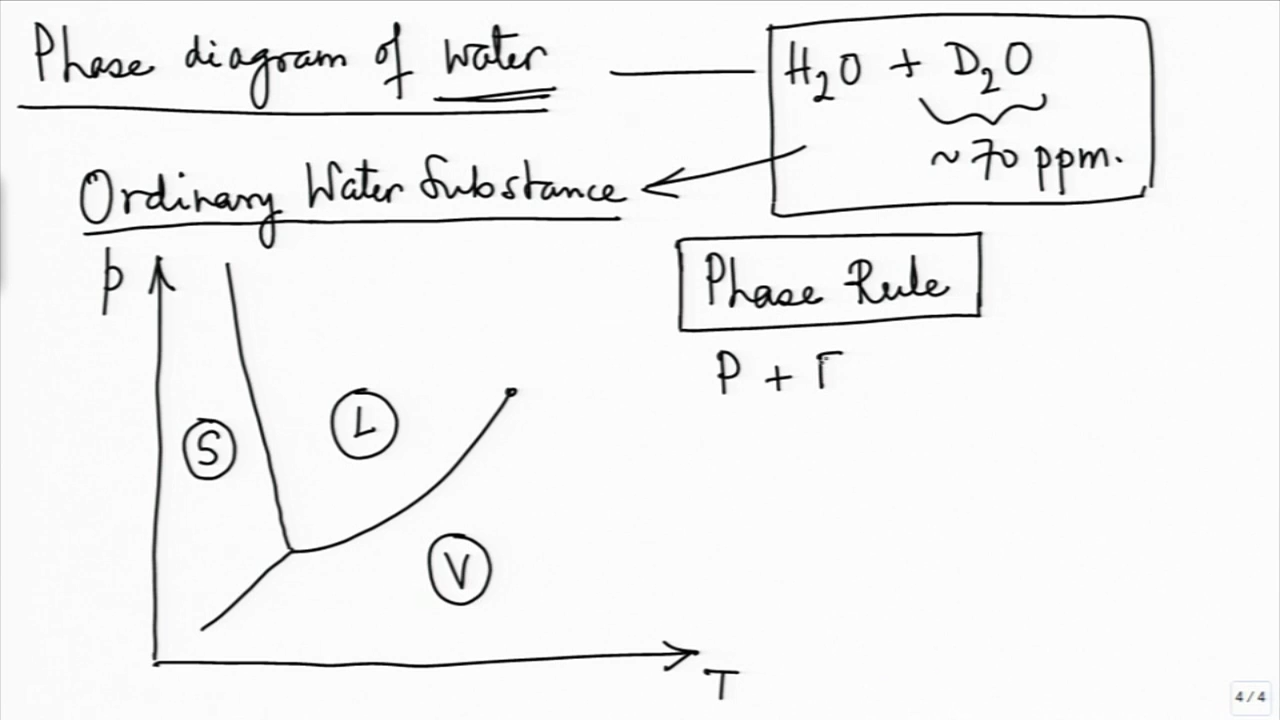 Phase diagram of water
H₂O + D₂O
~ 70 ppm.
Ordinary Water Substance
Phase Rule
P +
p
L
S
V
T
4/4